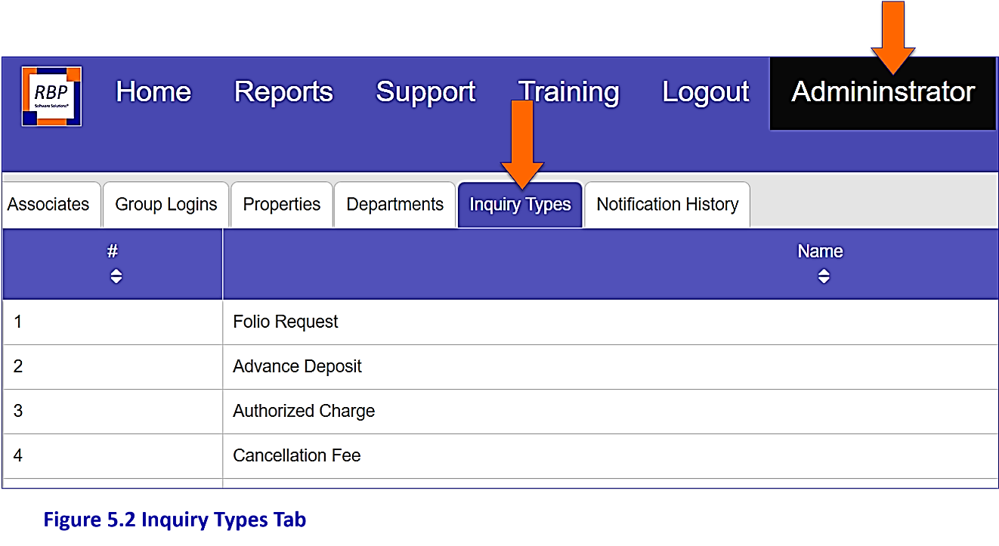 RBP
Software Solutions®
Home Reports Support Training Logout Admininstrator
Associates Group Logins Properties Departments Inquiry Types Notification History
# Name
1 Folio Request
2 Advance Deposit
3 Authorized Charge
4 Cancellation Fee
Figure 5.2 Inquiry Types Tab